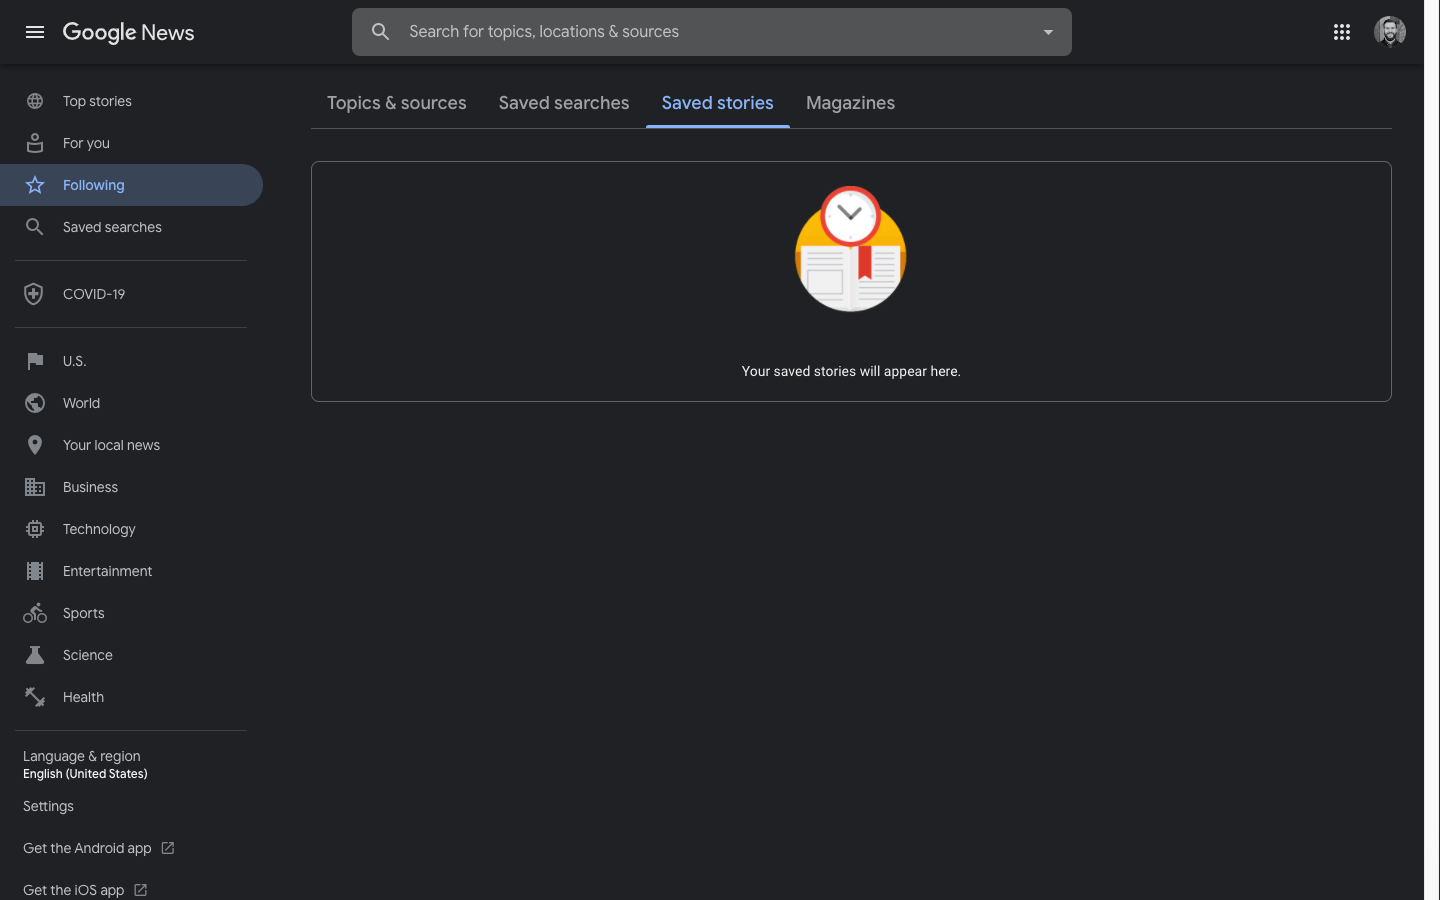 Google News
Search for topics, locations & sources
Top stories
For you
Following
Saved searches
COVID-19
U.S.
World
Your local news
Business
Technology
Entertainment
Sports
Science
Health
Language & region
English (United States)
Settings
Get the Android app
Get the iOS app
Topics & sources
Saved searches
Saved stories
Magazines
Your saved stories will appear here.